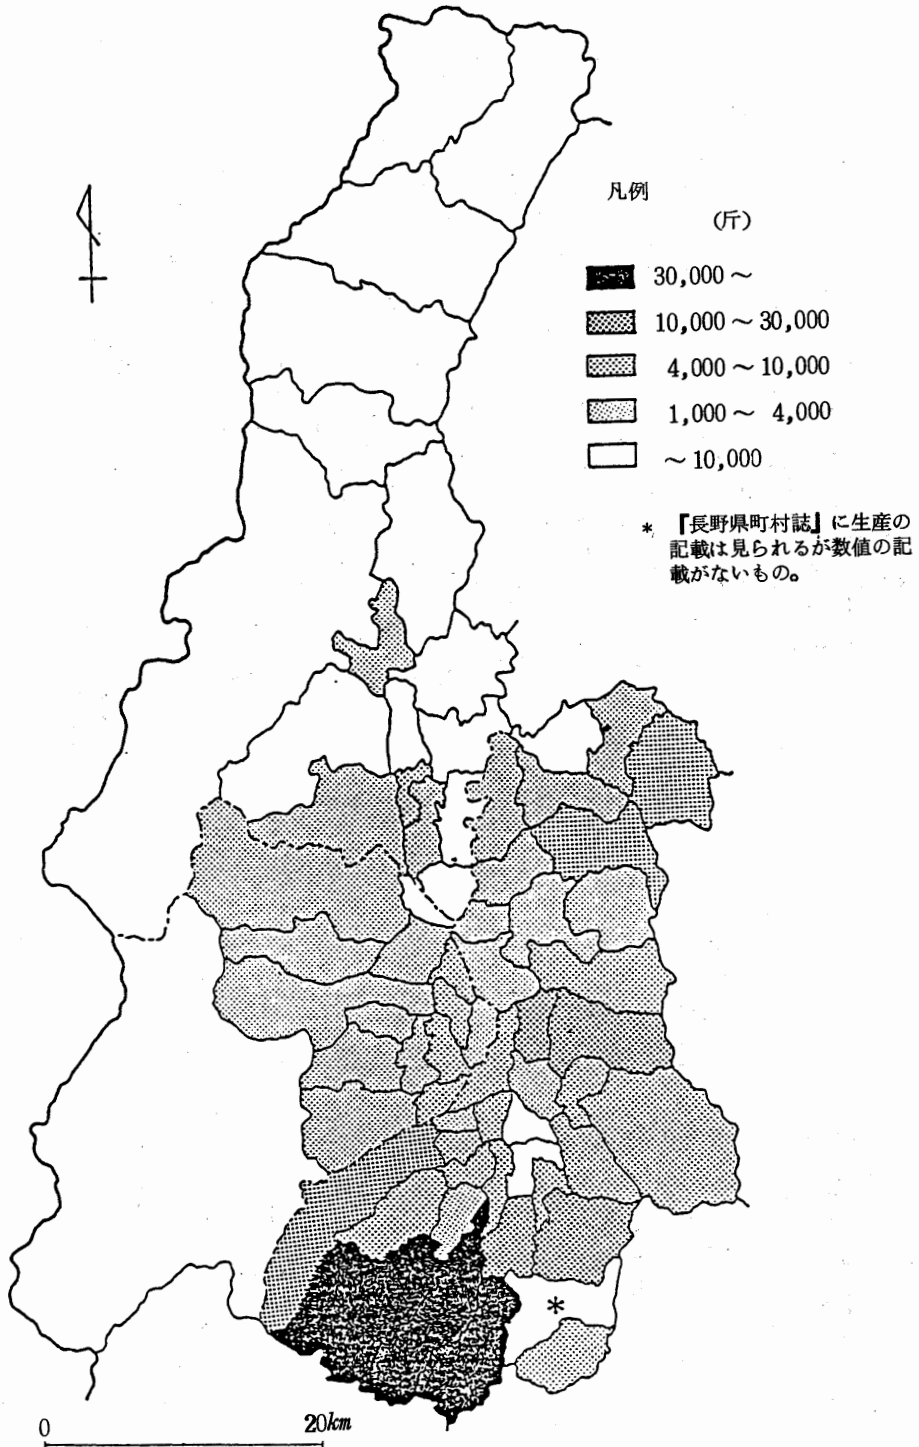 凡例
(斤)
30,000～
10,000～30,000
4,000～10,000
1,000～ 4,000
～10,000
* 『長野県町村誌』に生産の
記載は見られるが数値の記
載がないもの。
*
0 20km